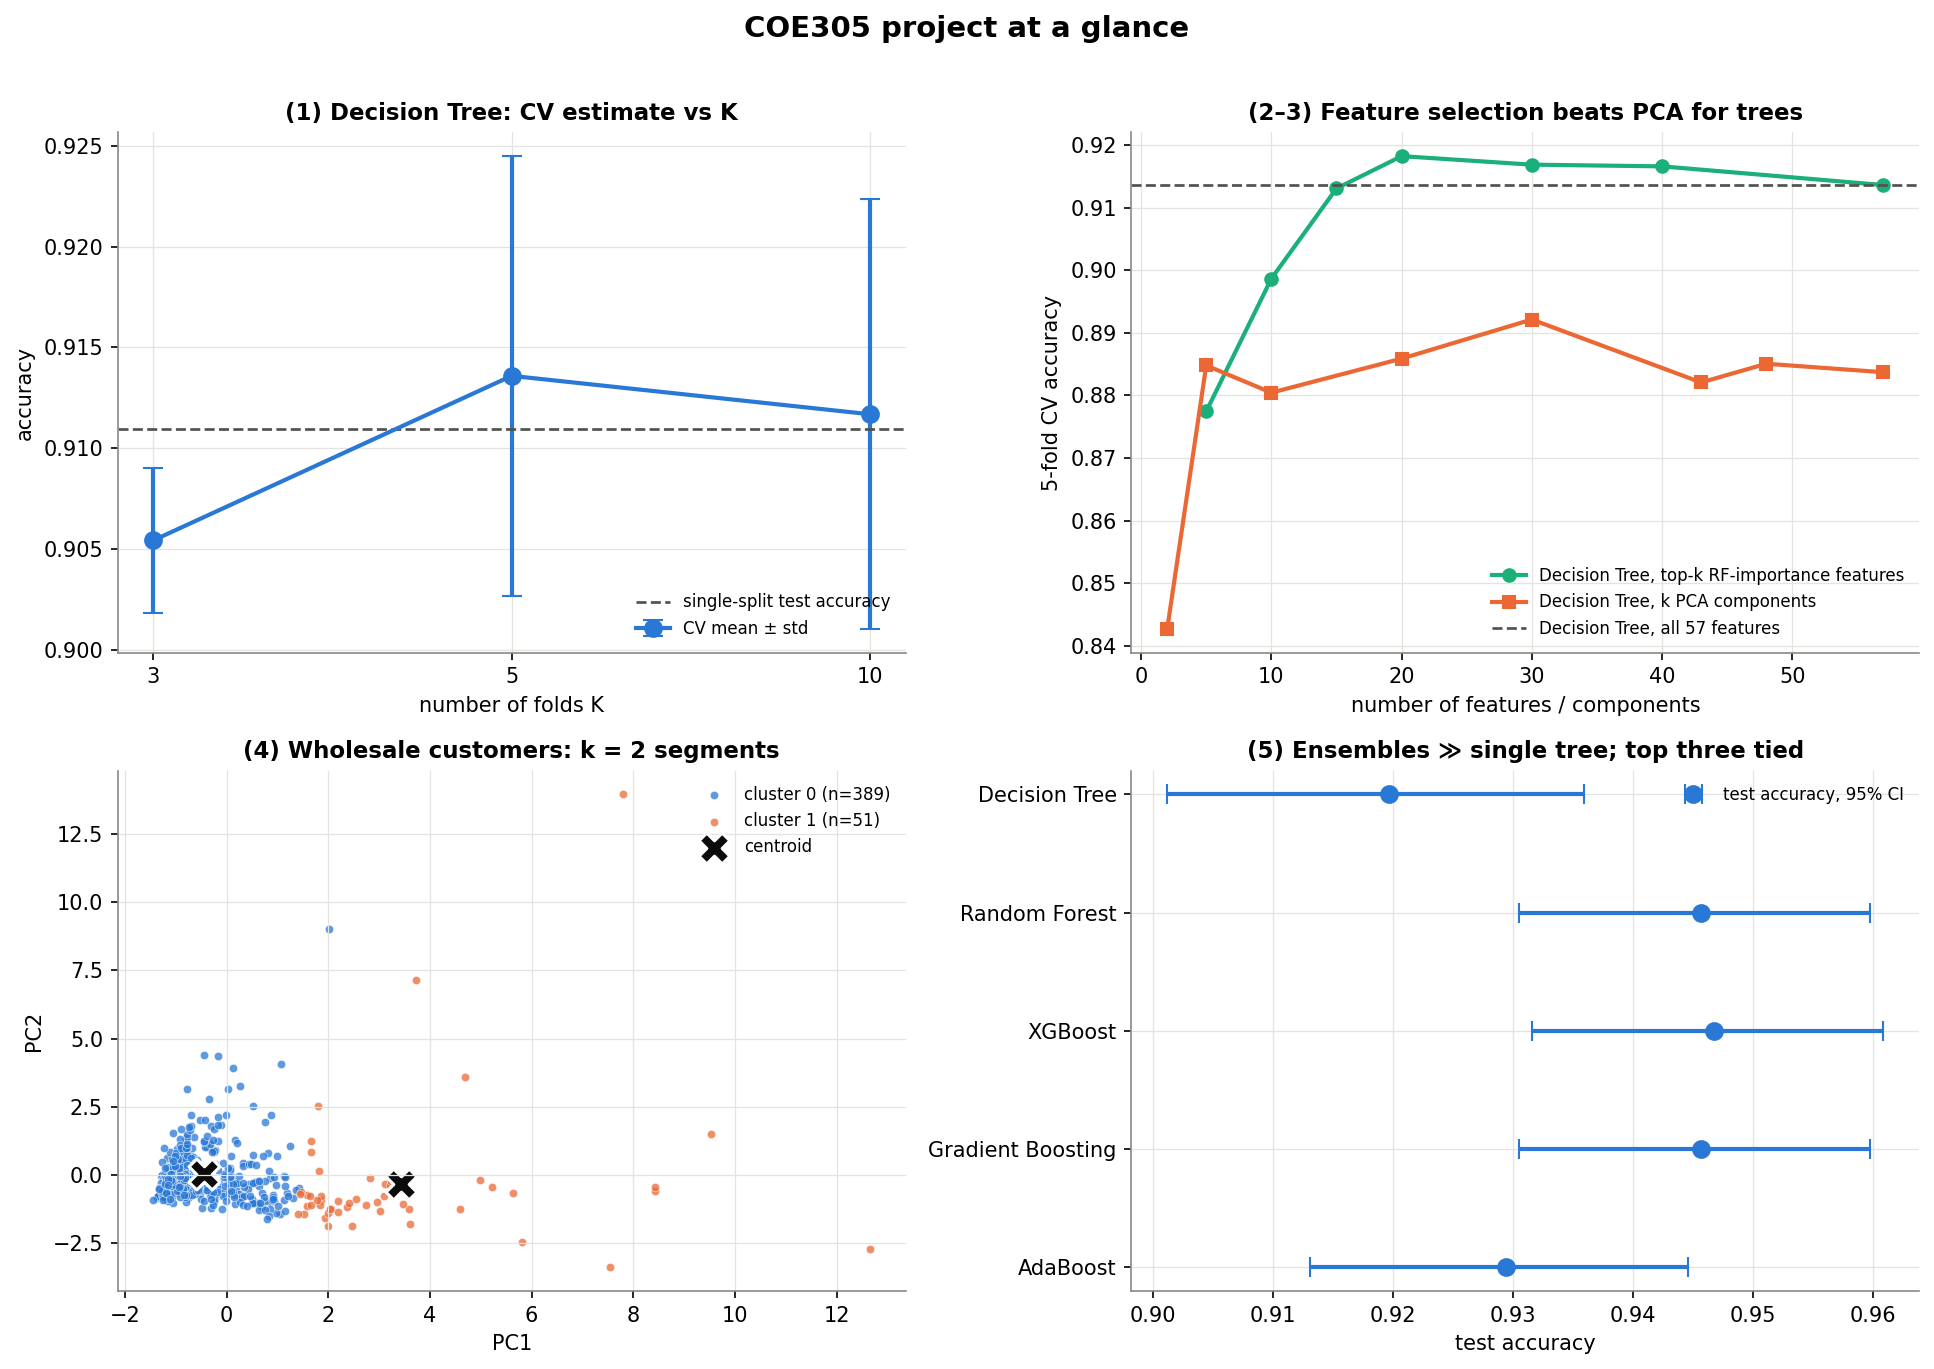 COE305 project at a glance
(1) Decision Tree: CV estimate vs K
0.925
0.920
0.915
0.910
0.905
0.900
accuracy
single-split test accuracy
CV mean ± std
3 5 10
number of folds K
(2–3) Feature selection beats PCA for trees
0.92
0.91
0.90
0.89
0.88
0.87
0.86
0.85
0.84
5-fold CV accuracy
Decision Tree, top-k RF-importance features
Decision Tree, k PCA components
Decision Tree, all 57 features
0 10 20 30 40 50
number of features / components
(4) Wholesale customers: k = 2 segments
cluster 0 (n=389)
cluster 1 (n=51)
centroid
12.5
10.0
7.5
5.0
2.5
0.0
−2.5
PC2
−2 0 2 4 6 8 10 12
PC1
(5) Ensembles ≫ single tree; top three tied
Decision Tree
test accuracy, 95% CI
Random Forest
XGBoost
Gradient Boosting
AdaBoost
0.90 0.91 0.92 0.93 0.94 0.95 0.96
test accuracy